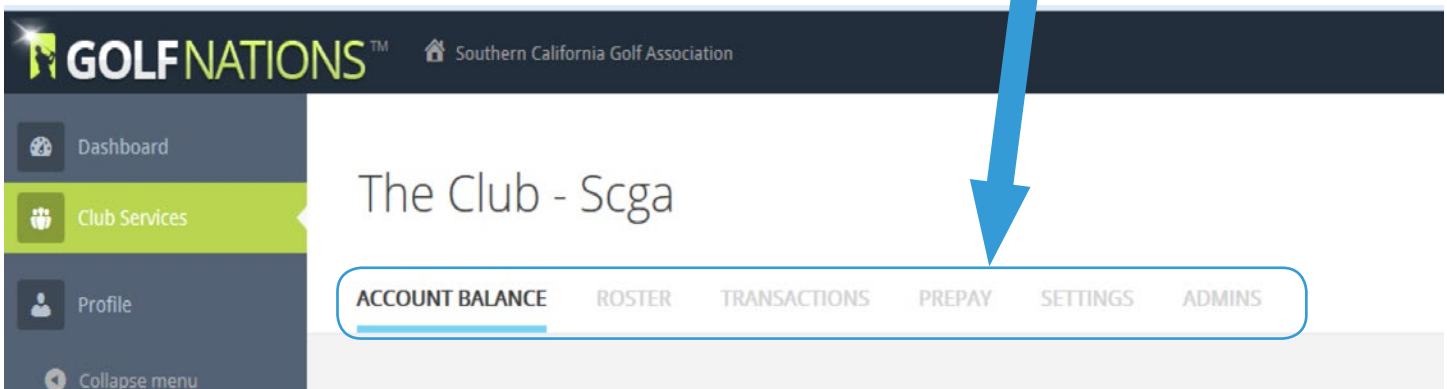 GOLFNATIONS™ Southern California Golf Association
Dashboard
Club Services
Profile
Collapse menu
The Club - Scga
ACCOUNT BALANCE ROSTER TRANSACTIONS PREPAY SETTINGS ADMINS